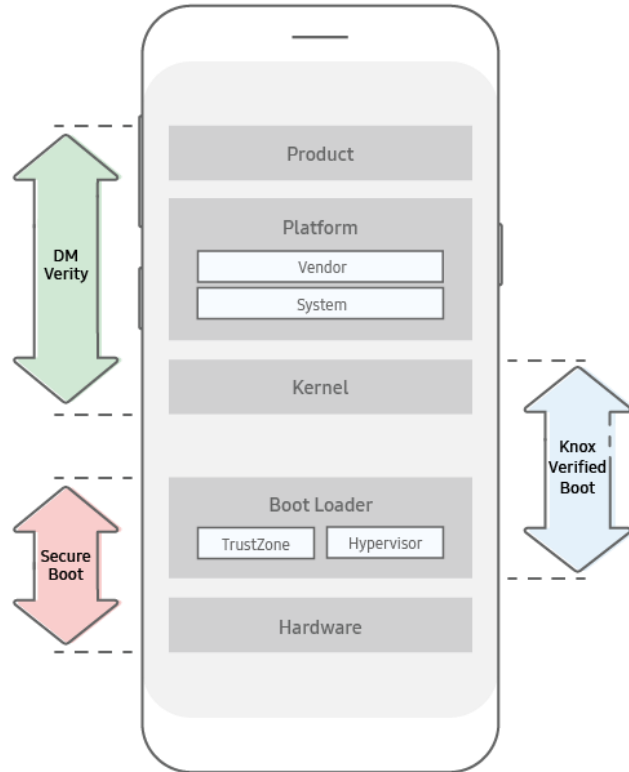 Product
Platform
Vendor
System
DM
Verity
Kernel
Knox
Verified
Boot
Boot Loader
TrustZone
Hypervisor
Secure
Boot
Hardware